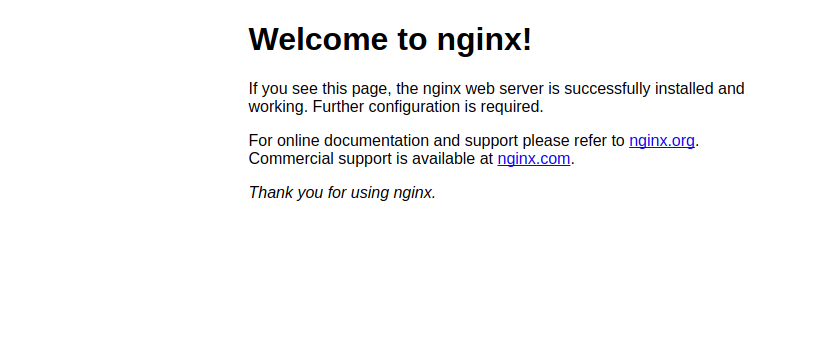 Welcome to nginx!
If you see this page, the nginx web server is successfully installed and
working. Further configuration is required.
For online documentation and support please refer to nginx.org.
Commercial support is available at nginx.com.
Thank you for using nginx.